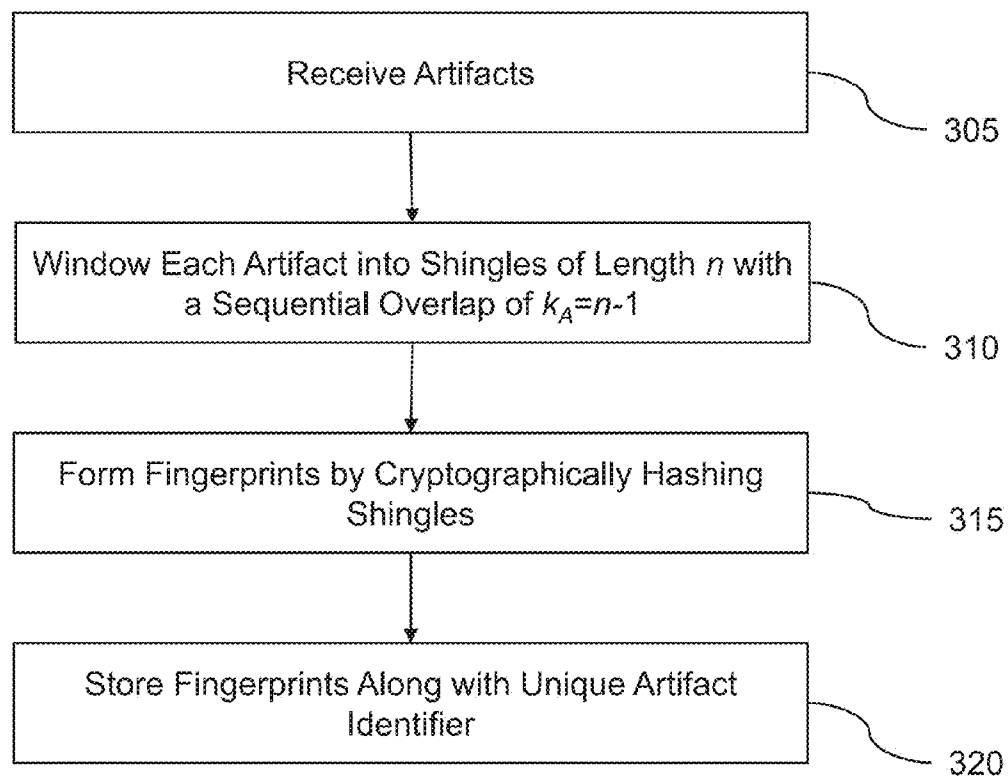 Receive Artifacts
305
Window Each Artifact into Shingles of Length n with
a Sequential Overlap of k_A=n-1
310
Form Fingerprints by Cryptographically Hashing
Shingles
315
Store Fingerprints Along with Unique Artifact
Identifier
320